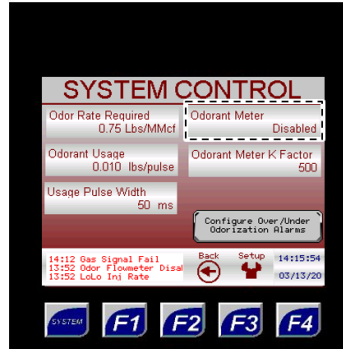 SYSTEM CONTROL
Odor Rate Required
0.75 Lbs/MMcf
Odorant Meter
Disabled
Odorant Usage
0.010 lbs/pulse
Odorant Meter K Factor
500
Usage Pulse Width
50 ms
Configure Over/Under
Odorization Alarms
14:12 Gas Signal Fail
13:52 Odor Flowmeter Disal
13:52 LoLo Inj Rate
Back
Setup
14:15:54
03/13/20
SYSTEM
F1
F2
F3
F4